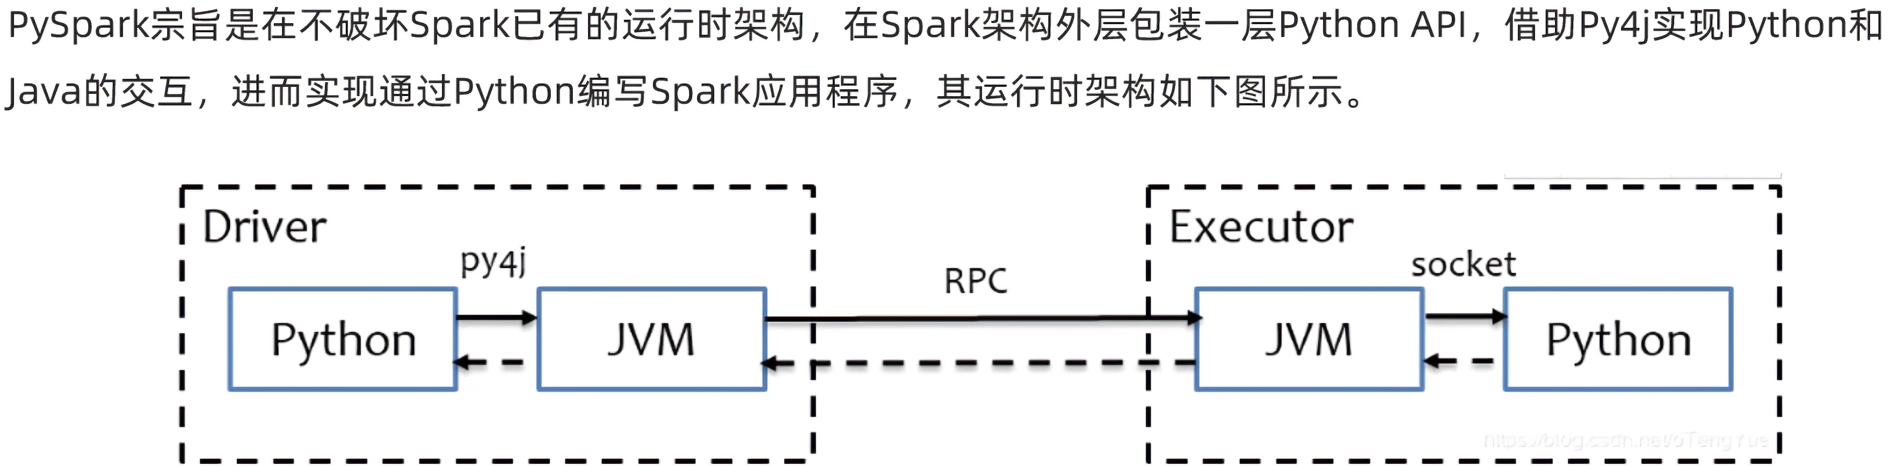 PySpark宗旨是在不破坏Spark已有的运行时架构，在Spark架构外层包装一层Python API，借助Py4j实现Python和
Java的交互，进而实现通过Python编写Spark应用程序，其运行时架构如下图所示。
Driver
Executor
py4j
RPC
socket
Python
JVM
JVM
Python
https://blog.csdn.net/oTengYue